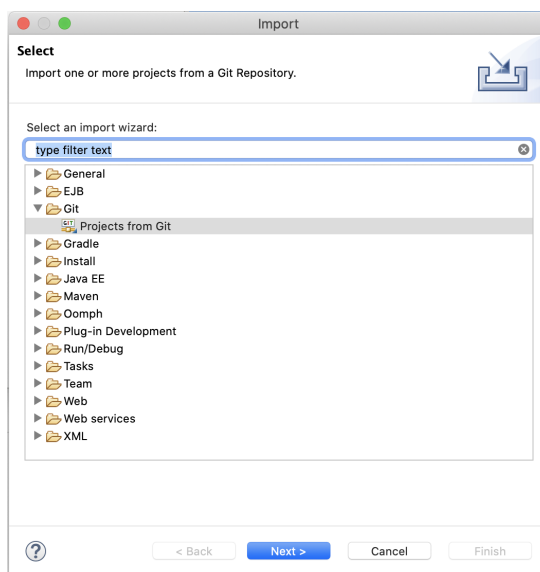 Import
Select
Import one or more projects from a Git Repository.
Select an import wizard:
type filter text
General
EJB
Git
GIT Projects from Git
Gradle
Install
Java EE
Maven
Oomph
Plug-in Development
Run/Debug
Tasks
Team
Web
Web services
XML
? < Back Next > Cancel Finish